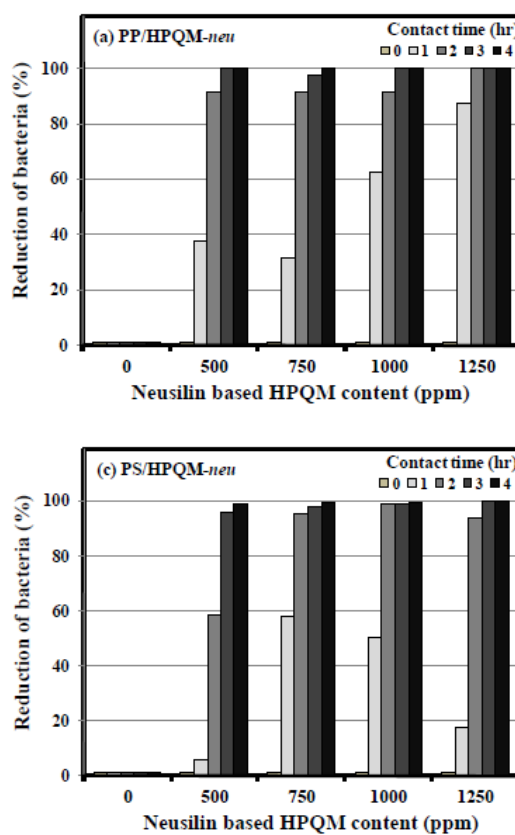 (a) PP/HPQM-neu
Contact time (hr)
0 1 2 3 4
Reduction of bacteria (%)
100
80
60
40
20
0
0 500 750 1000 1250
Neusilin based HPQM content (ppm)
(c) PS/HPQM-neu
Contact time (hr)
0 1 2 3 4
Reduction of bacteria (%)
100
80
60
40
20
0
0 500 750 1000 1250
Neusilin based HPQM content (ppm)